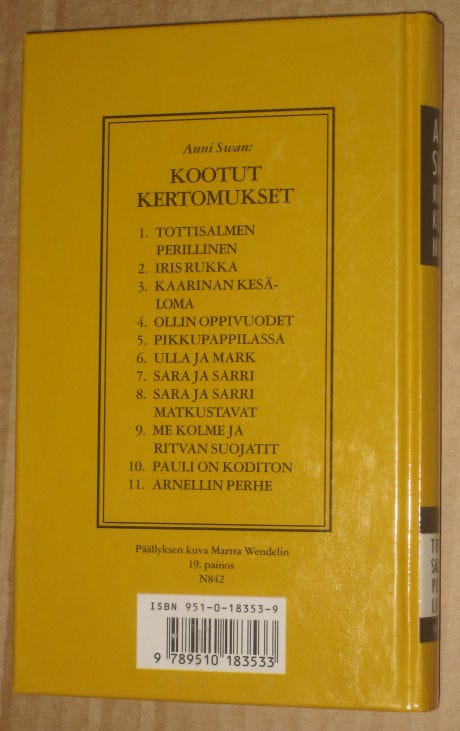 Anni Swan:
KOOTUT
KERTOMUKSET
1. TOTTISALMEN
PERILLINEN
2. IRIS RUKKA
3. KAARINAN KESÄ-
LOMA
4. OLLIN OPPIVUODET
5. PIKKUPAPPILASSA
6. ULLA JA MARK
7. SARA JA SARRI
8. SARA JA SARRI
MATKUSTAVAT
9. ME KOLME JA
RITVAN SUOJATIT
10. PAULI ON KODITON
11. ARNELLIN PERHE
Päällyksen kuva Martta Wendelin
19. painos
N842
ISBN 951-0-18353-9
9 789510 183533